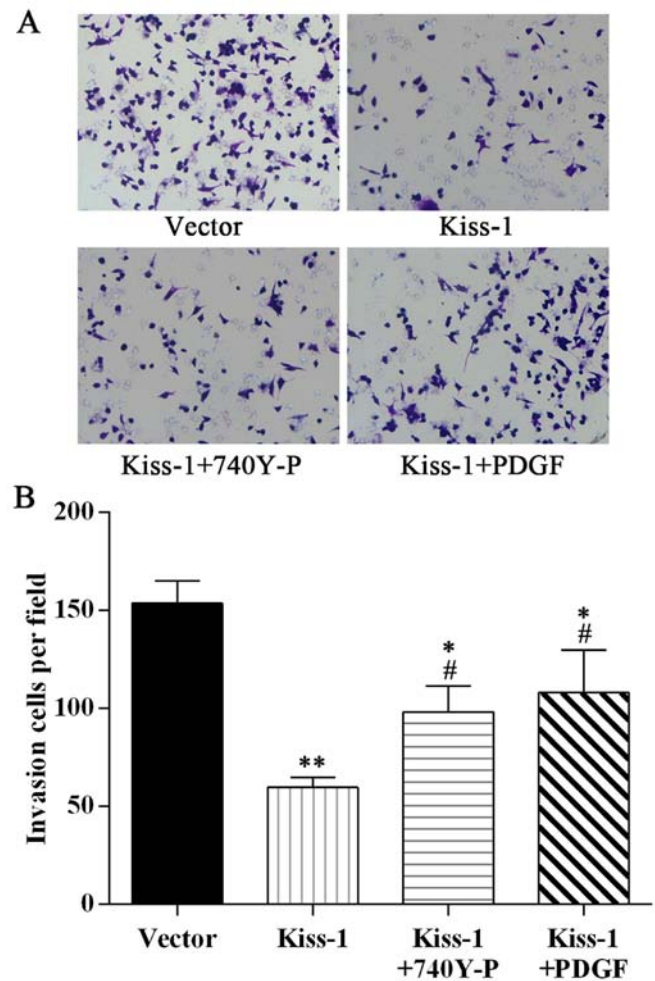 A
Vector
Kiss-1
Kiss-1+740Y-P
Kiss-1+PDGF
B
Invasion cells per field
200
150
100
50
0
**
*
#
*
#
Vector
Kiss-1
Kiss-1
+740Y-P
Kiss-1
+PDGF